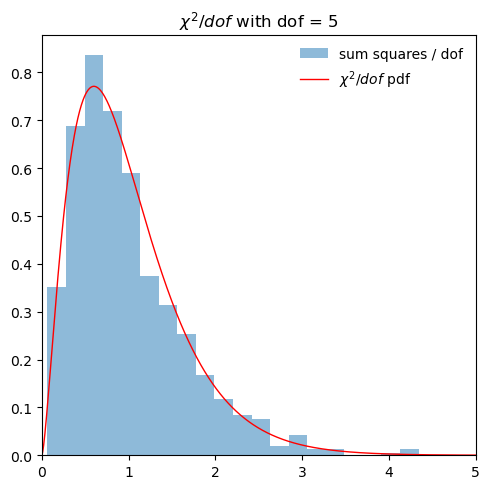 χ²/dof with dof = 5
sum squares / dof
χ²/dof pdf
0.8
0.7
0.6
0.5
0.4
0.3
0.2
0.1
0.0
0 1 2 3 4 5